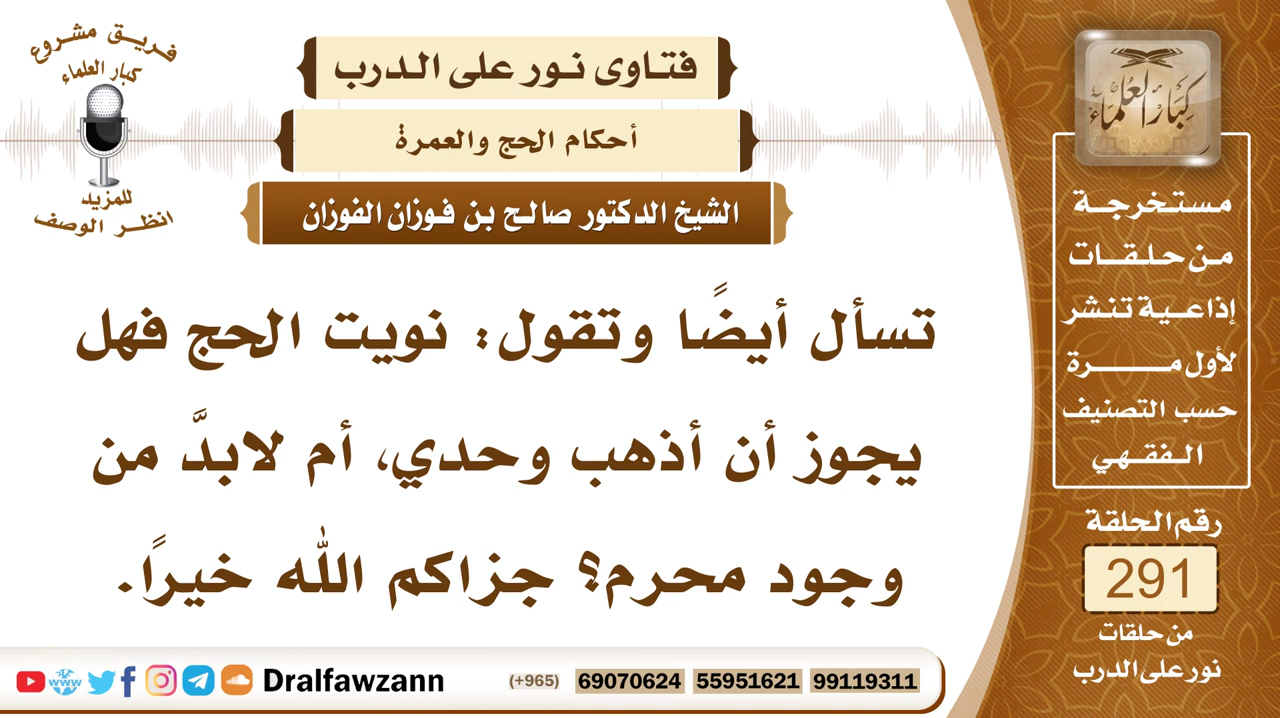 فريق مشروع
كبار العلماء
للمزيد
انظر الوصف
فتاوى نور على الدرب
أحكام الحج والعمرة
الشيخ الدكتور صالح بن فوزان الفوزان
تسأل أيضًا وتقول: نويت الحج فهل
يجوز أن أذهب وحدي، أم لابدَّ من
وجود محرم؟ جزاكم الله خيرًا.
كبار العلماء
مستخرجة
من حلقات
إذاعية تنشر
لأول مرة
حسب التصنيف
الفقهي
رقم الحلقة
291
من حلقات
نور على الدرب
www Dralfawzann (+965) 69070624 55951621 99119311